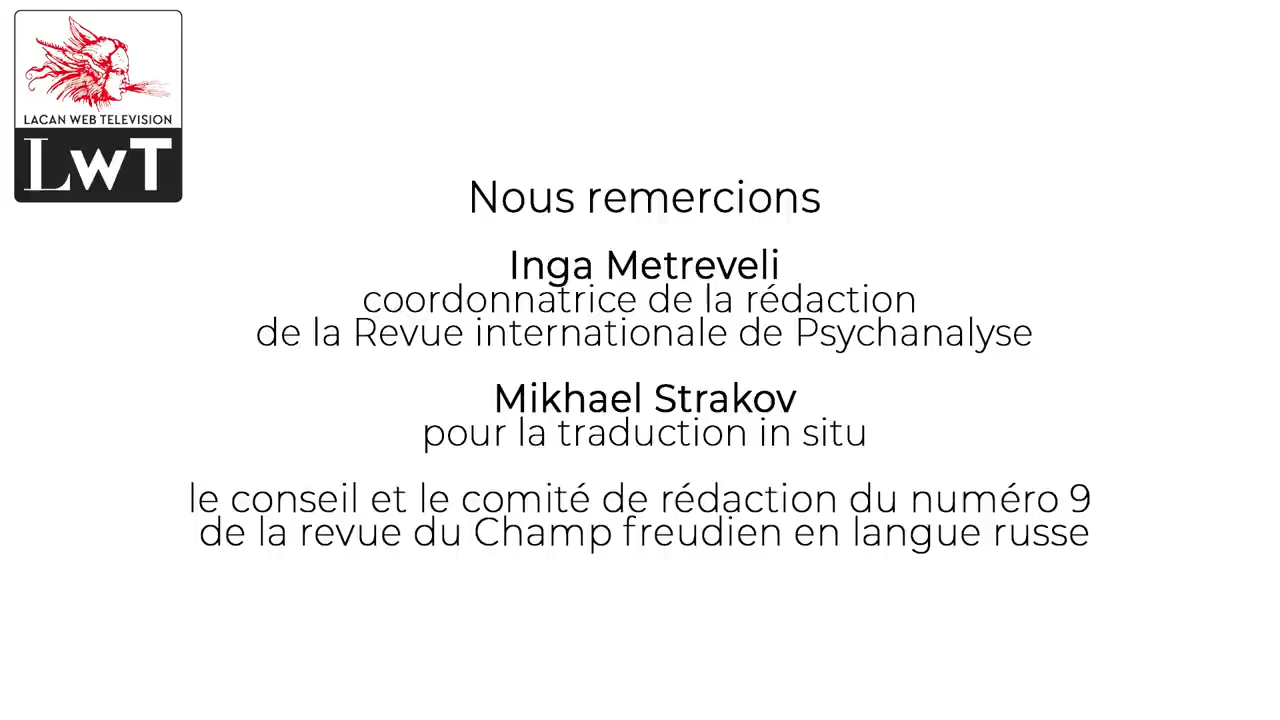 LACAN WEB TELEVISION
LWT
Nous remercions
Inga Metreveli
coordonnatrice de la rédaction
de la Revue internationale de Psychanalyse
Mikhael Strakov
pour la traduction in situ
le conseil et le comité de rédaction du numéro 9
de la revue du Champ freudien en langue russe